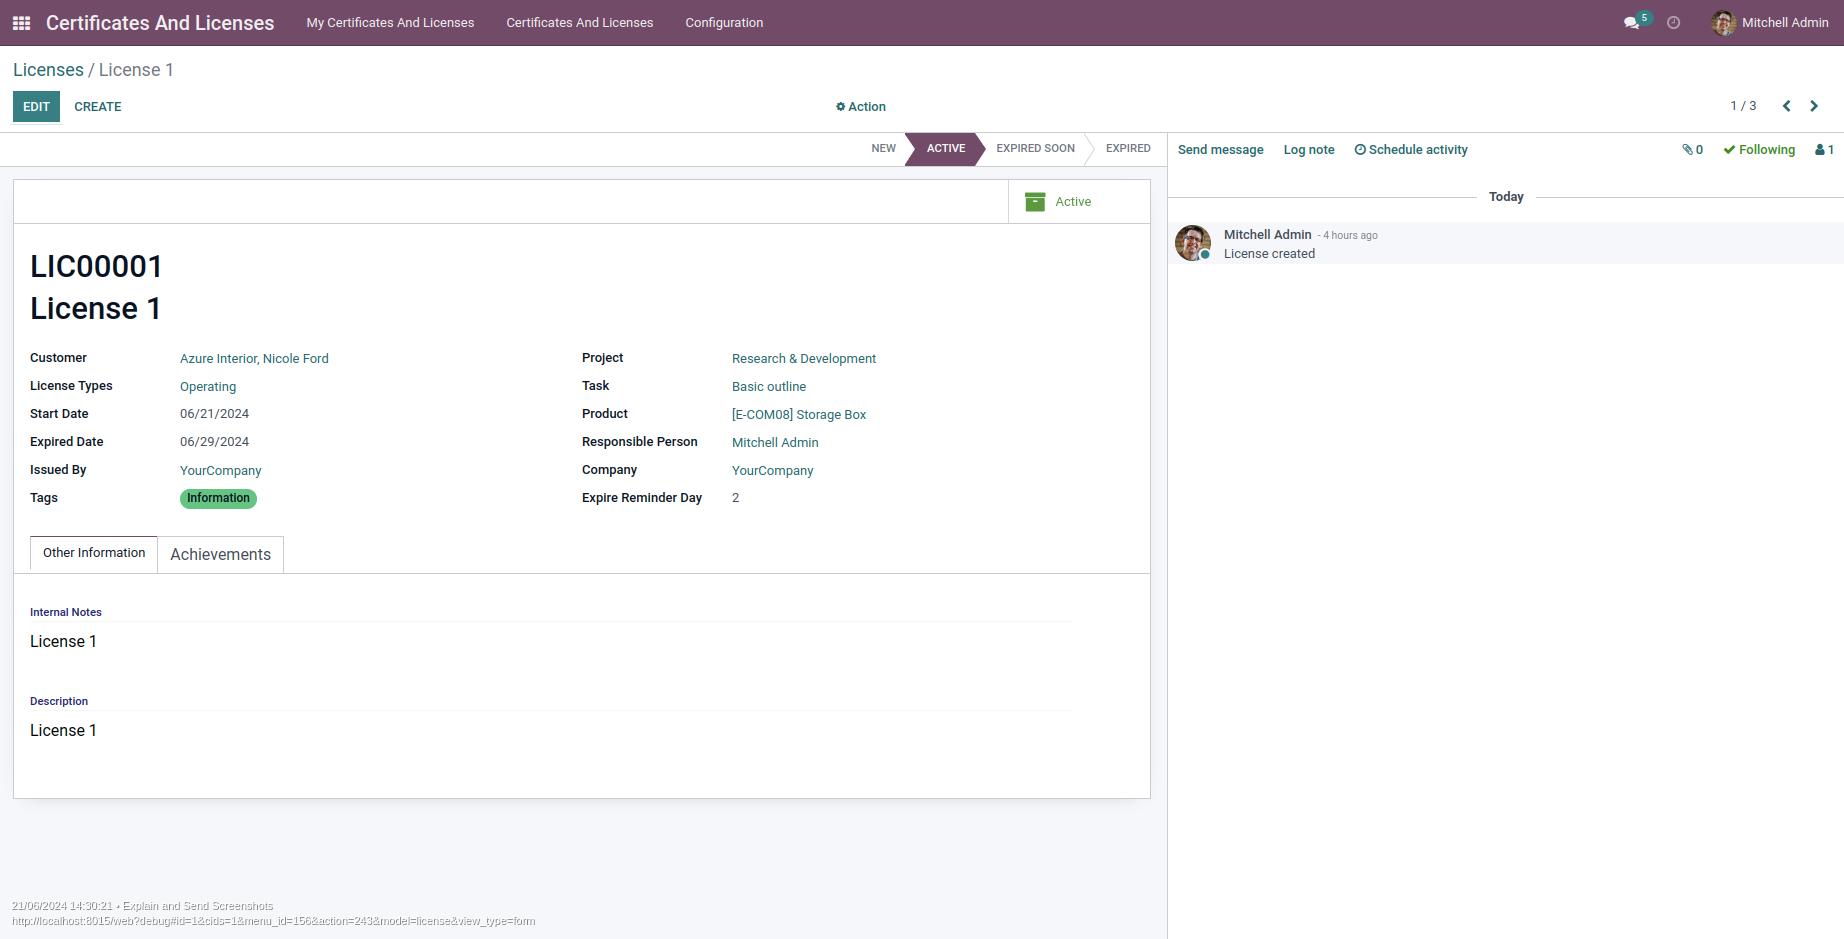 Certificates And Licenses My Certificates And Licenses Certificates And Licenses Configuration 5 Mitchell Admin
Licenses / License 1
EDIT CREATE Action 1 / 3
NEW ACTIVE EXPIRED SOON EXPIRED
Send message Log note Schedule activity 0 Following 1
Active
Today
Mitchell Admin - 4 hours ago
License created
LIC00001
License 1
Customer Azure Interior, Nicole Ford Project Research & Development
License Types Operating Task Basic outline
Start Date 06/21/2024 Product [E-COM08] Storage Box
Expired Date 06/29/2024 Responsible Person Mitchell Admin
Issued By YourCompany Company YourCompany
Tags Information Expire Reminder Day 2
Other Information Achievements
Internal Notes
License 1
Description
License 1
21/06/2024 14:30:21 • Explain and Send Screenshots
http://localhost:8015/web?debug#id=1&cids=1&menu_id=156&action=243&model=license&view_type=form